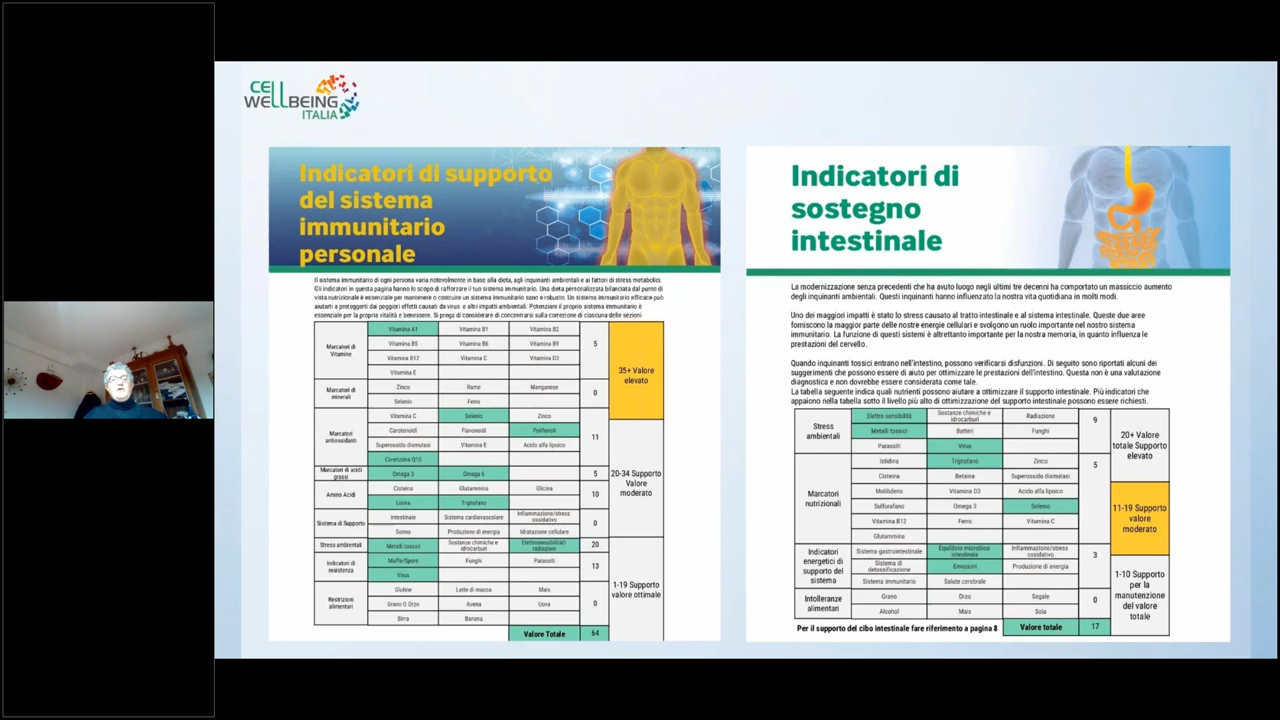 CELL
WELLBEING
ITALIA
Indicatori di supporto
del sistema
immunitario
personale
Il sistema immunitario di ogni persona varia notevolmente in base alla dieta, agli inquinanti ambientali e ai fattori di stress metabolici.
Gli indicatori in questa pagina hanno lo scopo di rafforzare il tuo sistema immunitario. Una dieta personalizzata bilanciata dal punto di
vista nutrizionale è essenziale per mantenere o costruire un sistema immunitario sano e robusto. Un sistema immunitario efficace può
aiutarti a proteggerti dai peggiori effetti causati da virus e altri impatti ambientali. Potenziare il proprio sistema immunitario è
essenziale per la propria vitalità e benessere. Si prega di considerare di concentrarsi sulla correzione di ciascuna delle sezioni
Marcatori di Vitamine
Vitamina A1 Vitamina B1 Vitamina B2
Vitamina B5 Vitamina B6 Vitamina B9
Vitamina B12 Vitamina C Vitamina D3
Vitamina E
5
Marcatori di minerali
Zinco Rame Manganese
Selenio Ferro
0
Marcatori antiossidanti
Vitamina C Selenio Zinco
Carotenoidi Flavonoidi Polifenoli
Superossido dismutasi Vitamina E Acido alfa lipoico
Co-enzima Q10
11
Marcatori di acidi grassi
Omega 3 Omega 6
5
Amino Acidi
Cisteina Glutammina Glicina
Lisina Triptofano
10
Sistema di Supporto
Intestinale Sistema cardiovascolare Infiammazione/stress ossidativo
Sonno Produzione di energia Idratazione cellulare
0
Stress ambientali
Metalli tossici Sostanze chimiche e idrocarburi
20
Indicatori di resistenza
Muffe/Spore Funghi Parassiti
Virus
13
Restrizioni alimentari
Glutine Latte di mucca Mais
Grano O Orzo Avena Uova
Birra Banana
0
Valore Totale 64
35+ Valore
elevato
20-34 Supporto
Valore
moderato
1-19 Supporto
valore ottimale
Indicatori di
sostegno
intestinale
La modernizzazione senza precedenti che ha avuto luogo negli ultimi tre decenni ha comportato un massiccio aumento
degli inquinanti ambientali. Questi inquinanti hanno influenzato la nostra vita quotidiana in molti modi.
Uno dei maggiori impatti è stato lo stress causato al tratto intestinale e al sistema intestinale. Queste due aree
forniscono la maggior parte delle nostre energie cellulari e svolgono un ruolo importante nel nostro sistema
immunitario. La funzione di questi sistemi è altrettanto importante per la nostra memoria, in quanto influenza le
prestazioni del cervello.
Quando inquinanti tossici entrano nell'intestino, possono verificarsi disfunzioni. Di seguito sono riportati alcuni dei
suggerimenti che possono essere di aiuto per ottimizzare le prestazioni dell'intestino. Questa non è una valutazione
diagnostica e non dovrebbe essere considerata come tale.
La tabella seguente indica quali nutrienti possono aiutare a ottimizzare il supporto intestinale. Più indicatori che
appaiono nella tabella sotto il livello più alto di ottimizzazione del supporto intestinale possono essere richiesti.
Stress ambientali
Elettro sensibilità Sostanze chimiche e idrocarburi Radiazione
Metalli tossici Batteri Funghi
Parassiti Virus
9
Marcatori nutrizionali
Istidina Triptofano Zinco
Cisteina Betaina Superossido dismutasi
Molibdeno Vitamina D3 Acido alfa lipoico
Sulforafano Omega 3 Selenio
Vitamina B12 Ferro Vitamina C
Glutammina
5
Indicatori energetici di supporto del sistema
Sistema gastrointestinale Equilibrio microbico intestinale Infiammazione/stress ossidativo
Sistema di detossificazione Emozioni Produzione di energia
Sistema immunitario Salute cerebrale
3
Intolleranze alimentari
Grano Orzo Segale
Alcohol Mais Soia
0
Per il supporto del cibo intestinale fare riferimento a pagina 8 Valore totale 17
20+ Valore
totale Supporto
elevato
11-19 Supporto
valore
moderato
1-10 Supporto
per la
manutenzione
del valore
totale